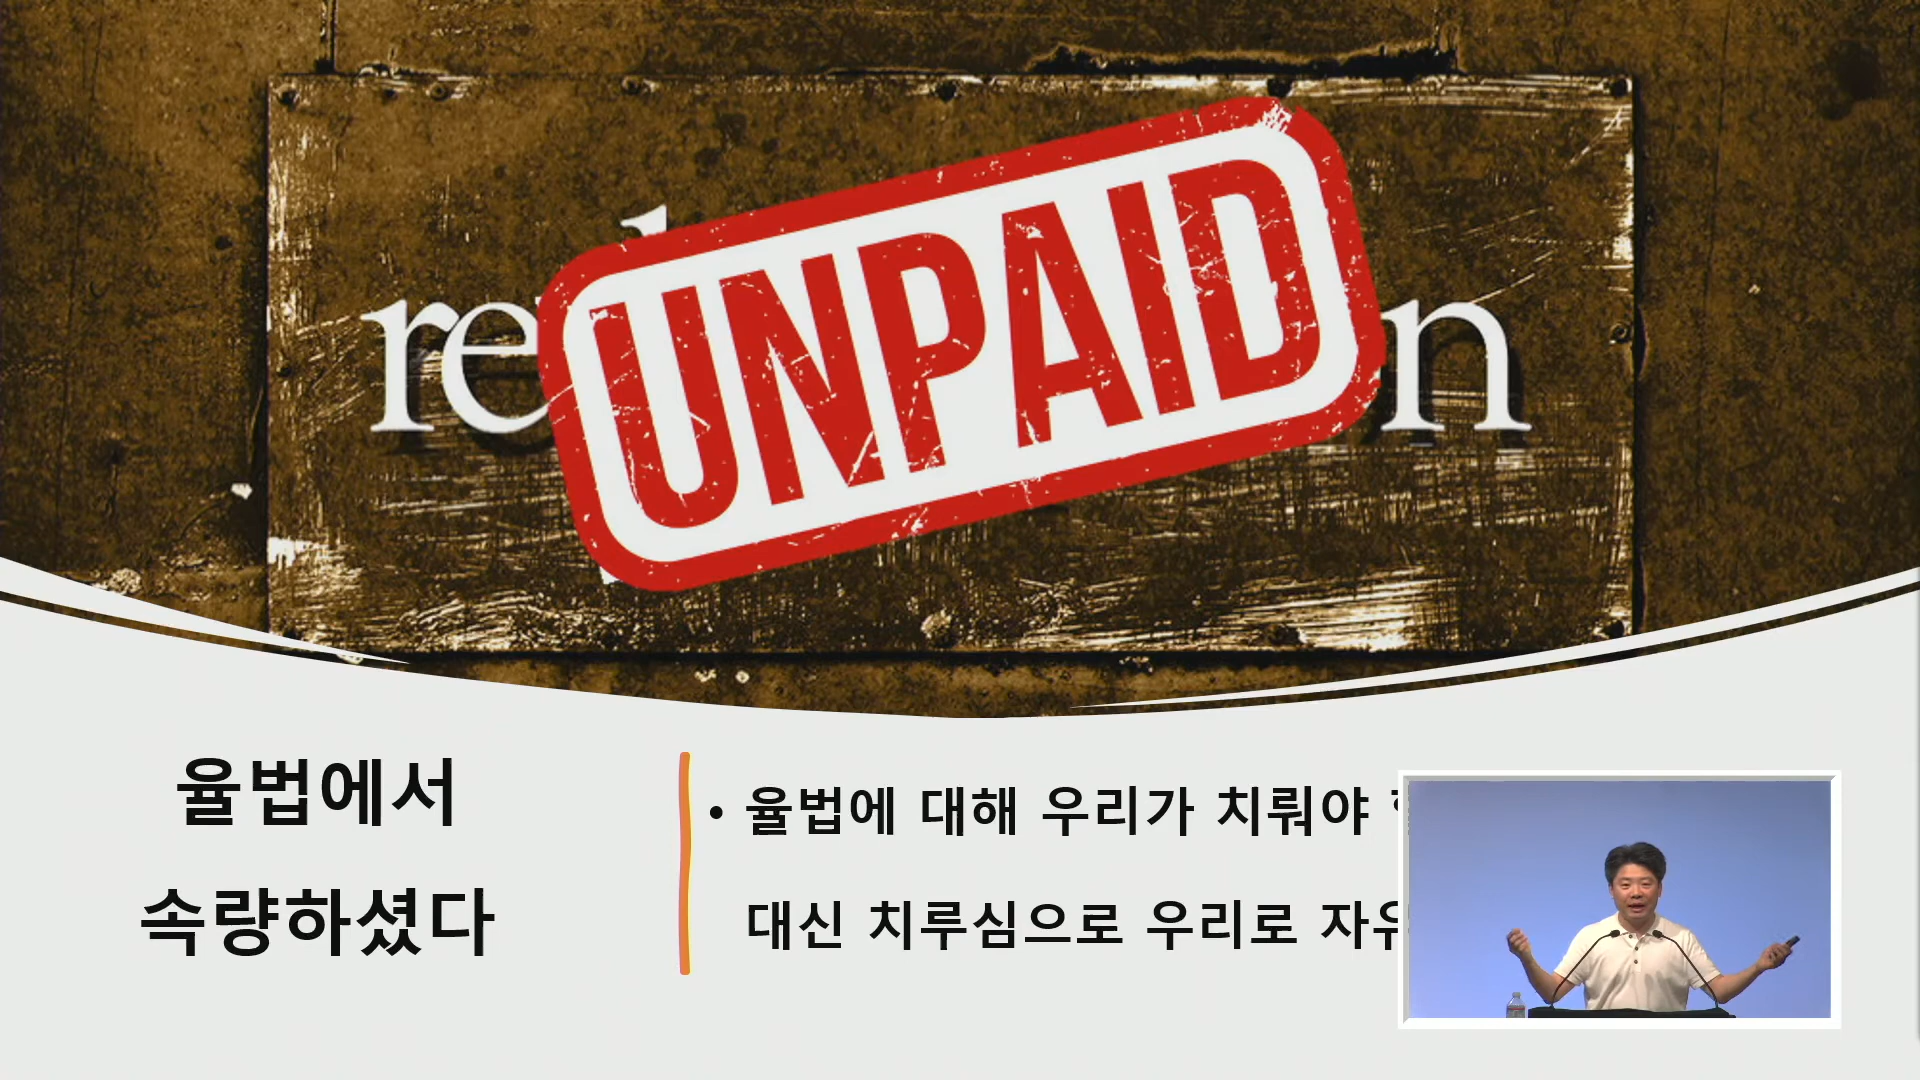 UNPAID
re
n
율법에서
속량하셨다
• 율법에 대해 우리가 치뤄야
대신 치루심으로 우리로